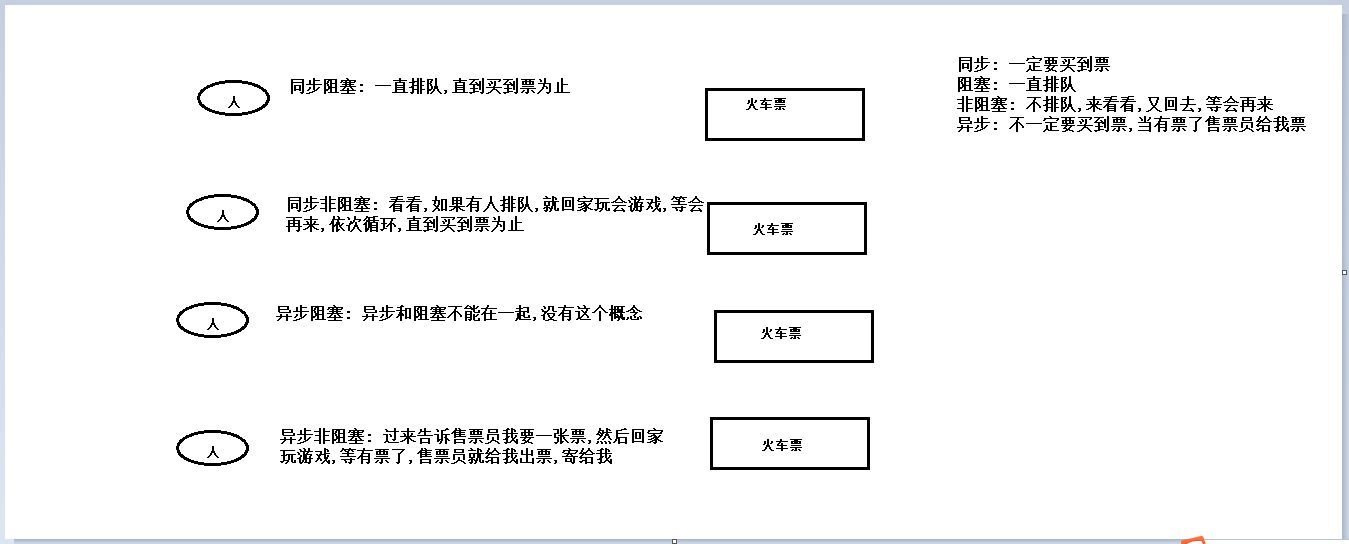 人
同步阻塞：一直排队,直到买到票为止
火车票
同步：一定要买到票
阻塞：一直排队
非阻塞：不排队,来看看,又回去,等会再来
异步：不一定要买到票,当有票了售票员给我票
人
同步非阻塞：看看,如果有人排队,就回家玩会游戏,等会
再来,依次循环,直到买到票为止
火车票
人
异步阻塞：异步和阻塞不能在一起,没有这个概念
火车票
人
异步非阻塞：过来告诉售票员我要一张票,然后回家
玩游戏,等有票了,售票员就给我出票,寄给我
火车票